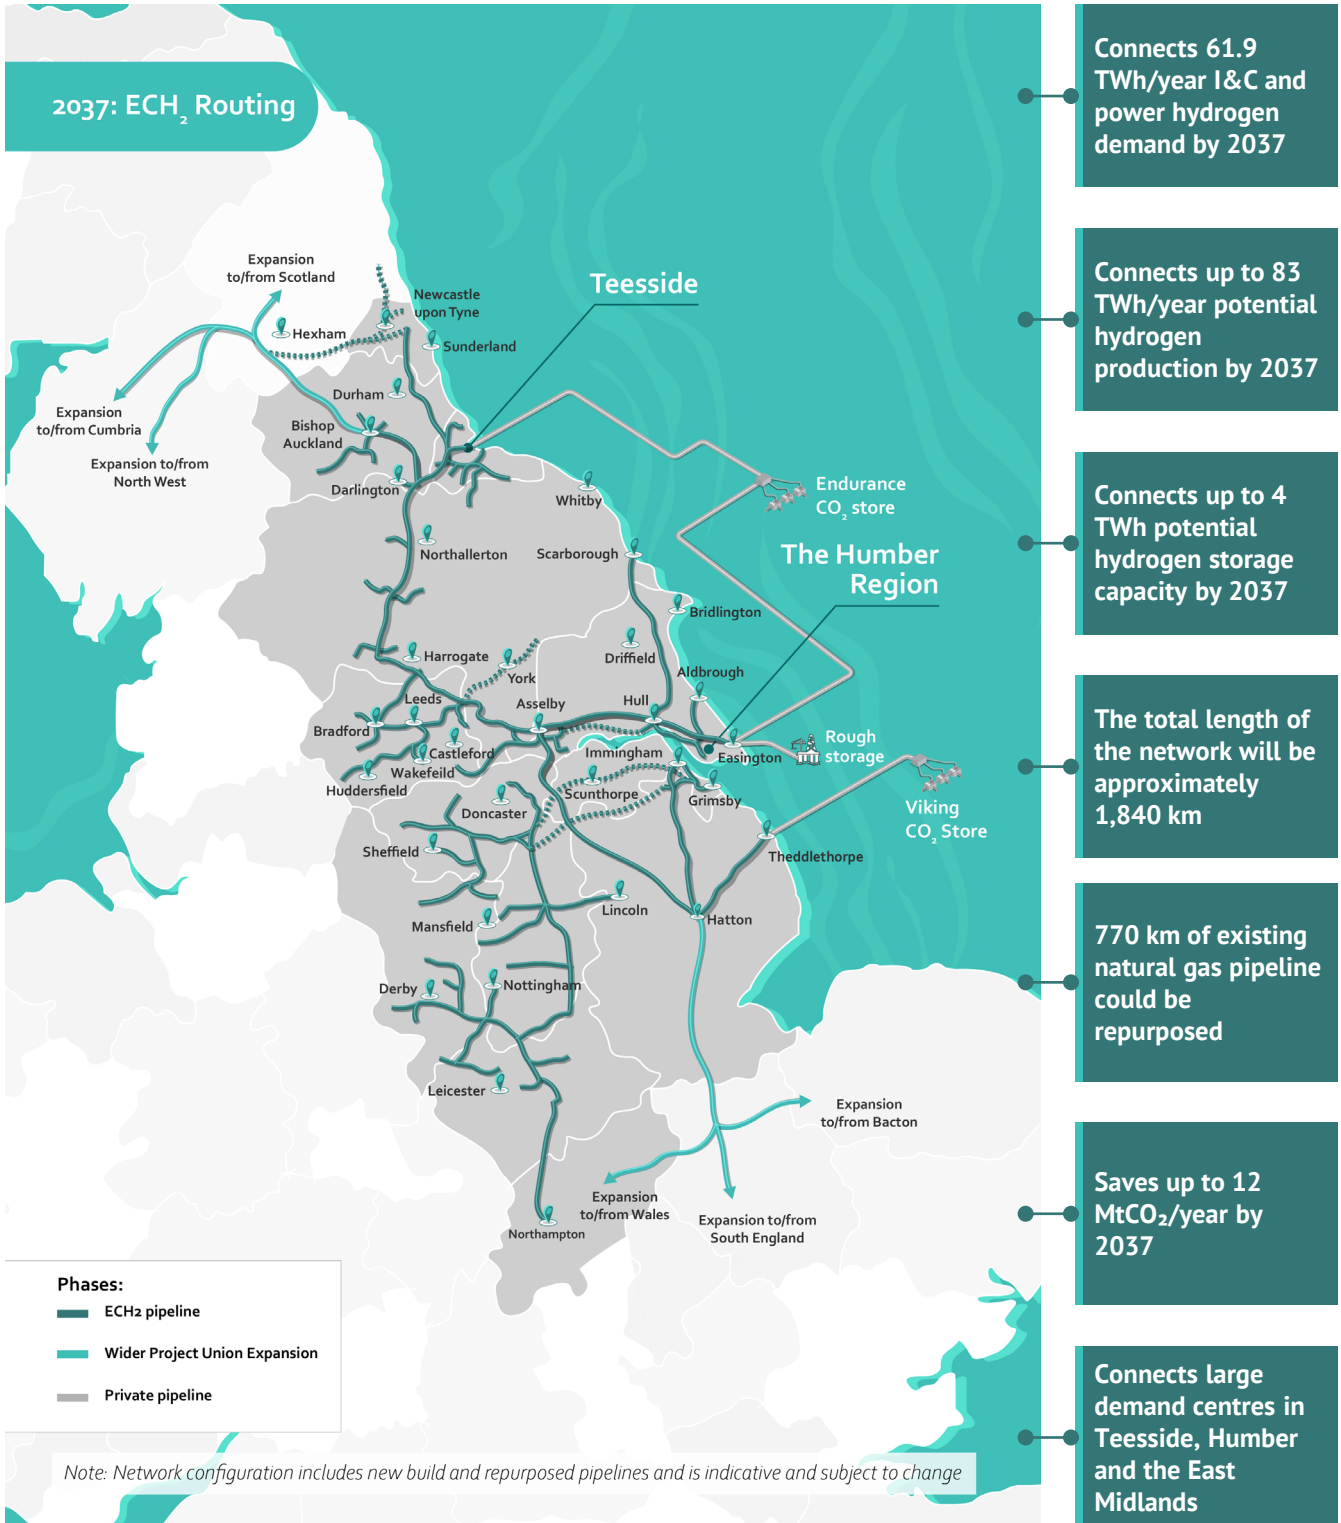 2037: ECH₂ Routing
Expansion
to/from Scotland
Newcastle
upon Tyne
Hexham
Sunderland
Teesside
Durham
Expansion
to/from Cumbria
Bishop
Auckland
Expansion to/from
North West
Darlington
Whitby
Endurance
CO₂ store
Northallerton
Scarborough
The Humber
Region
Bridlington
Harrogate
York
Driffield
Aldbrough
Leeds
Asselby
Hull
Bradford
Castleford
Wakefeild
Huddersfield
Immingham
Easington
Rough
storage
Scunthorpe
Grimsby
Doncaster
Viking
CO₂ Store
Sheffield
Theddlethorpe
Lincoln
Hatton
Mansfield
Derby
Nottingham
Leicester
Expansion
to/from Bacton
Expansion
to/from Wales
Expansion to/from
South England
Northampton
Phases:
ECH2 pipeline
Wider Project Union Expansion
Private pipeline
Note: Network configuration includes new build and repurposed pipelines and is indicative and subject to change
Connects 61.9
TWh/year I&C and
power hydrogen
demand by 2037
Connects up to 83
TWh/year potential
hydrogen
production by 2037
Connects up to 4
TWh potential
hydrogen storage
capacity by 2037
The total length of
the network will be
approximately
1,840 km
770 km of existing
natural gas pipeline
could be
repurposed
Saves up to 12
MtCO₂/year by
2037
Connects large
demand centres in
Teesside, Humber
and the East
Midlands